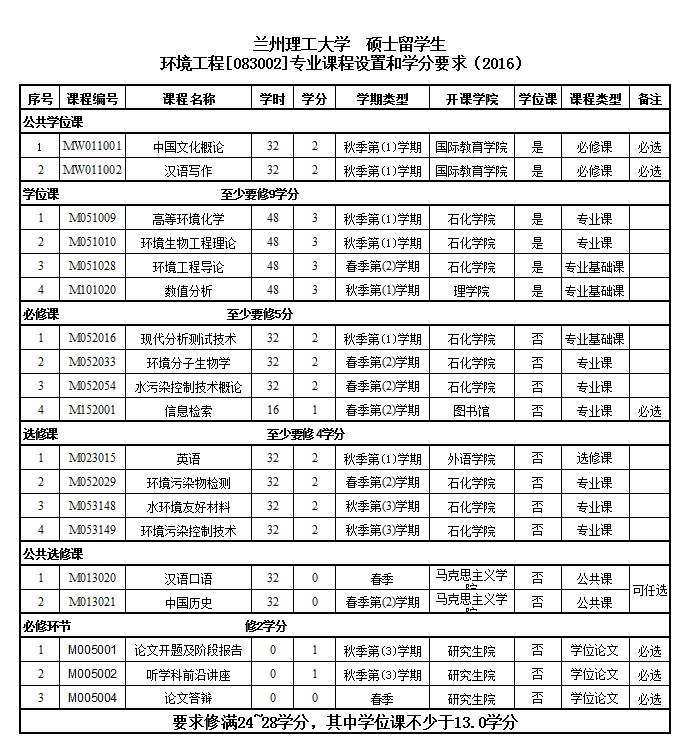 兰州理工大学 硕士留学生
环境工程[083002]专业课程设置和学分要求（2016）
序号 课程编号 课程名称 学时 学分 学期类型 开课学院 学位课 课程类型 备注
公共学位课
1 MW011001 中国文化概论 32 2 秋季第(1)学期 国际教育学院 是 必修课 必选
2 MW011002 汉语写作 32 2 秋季第(1)学期 国际教育学院 是 必修课 必选
学位课 至少要修9学分
1 M051009 高等环境化学 48 3 秋季第(1)学期 石化学院 是 专业课
2 M051010 环境生物工程理论 48 3 秋季第(1)学期 石化学院 是 专业课
3 M051028 环境工程导论 48 3 春季第(2)学期 石化学院 是 专业基础课
4 M101020 数值分析 48 3 秋季第(1)学期 理学院 是 专业基础课
必修课 至少要修5分
1 M052016 现代分析测试技术 32 2 秋季第(1)学期 石化学院 否 专业基础课
2 M052033 环境分子生物学 32 2 春季第(2)学期 石化学院 否 专业课
3 M052054 水污染控制技术概论 32 2 春季第(2)学期 石化学院 否 专业课
4 M152001 信息检索 16 1 春季第(2)学期 图书馆 否 专业课 必选
选修课 至少要修 4学分
1 M023015 英语 32 2 秋季第(1)学期 外语学院 否 选修课
2 M052029 环境污染物检测 32 2 春季第(2)学期 石化学院 否 专业课
3 M053148 水环境友好材料 32 2 秋季第(3)学期 石化学院 否 专业课
4 M053149 环境污染控制技术 32 2 秋季第(3)学期 石化学院 否 专业课
公共选修课
1 M013020 汉语口语 32 0 春季 马克思主义学院 否 公共课 可任选
2 M013021 中国历史 32 0 春季第(2)学期 马克思主义学院 否 公共课
必修环节 修2学分
1 M005001 论文开题及阶段报告 0 1 秋季第(3)学期 研究生院 否 学位论文 必选
2 M005002 听学科前沿讲座 0 1 秋季第(3)学期 研究生院 否 学位论文 必选
3 M005004 论文答辩 0 0 春季 研究生院 否 学位论文 必选
要求修满24~28学分，其中学位课不少于13.0学分